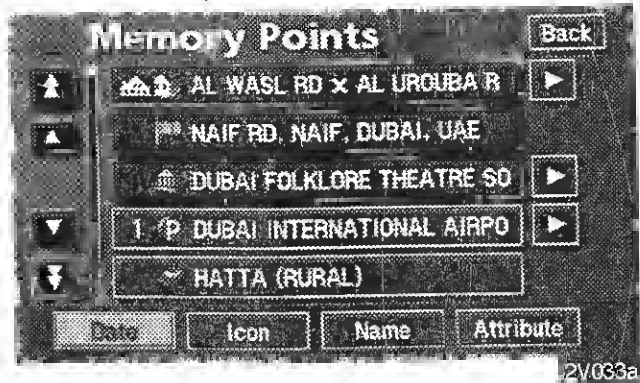 Memory Points
Back
AL WASL RD x AL UROUBA R
NAIF RD, NAIF, DUBAI, UAE
DUBAI FOLKLORE THEATRE SO
1 P DUBAI INTERNATIONAL AIRPO
HATTA (RURAL)
Date Icon Name Attribute
2V033a